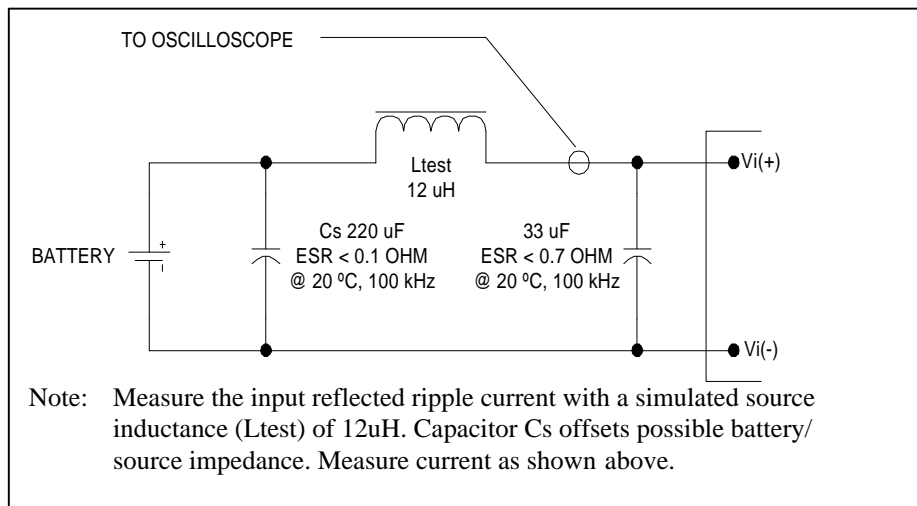 TO OSCILLOSCOPE
Ltest
12 uH
Vi(+)
Cs 220 uF
ESR < 0.1 OHM
@ 20 ºC, 100 kHz
33 uF
ESR < 0.7 OHM
@ 20 ºC, 100 kHz
BATTERY
+
-
Vi(-)
Note: Measure the input reflected ripple current with a simulated source
inductance (Ltest) of 12uH. Capacitor Cs offsets possible battery/
source impedance. Measure current as shown above.